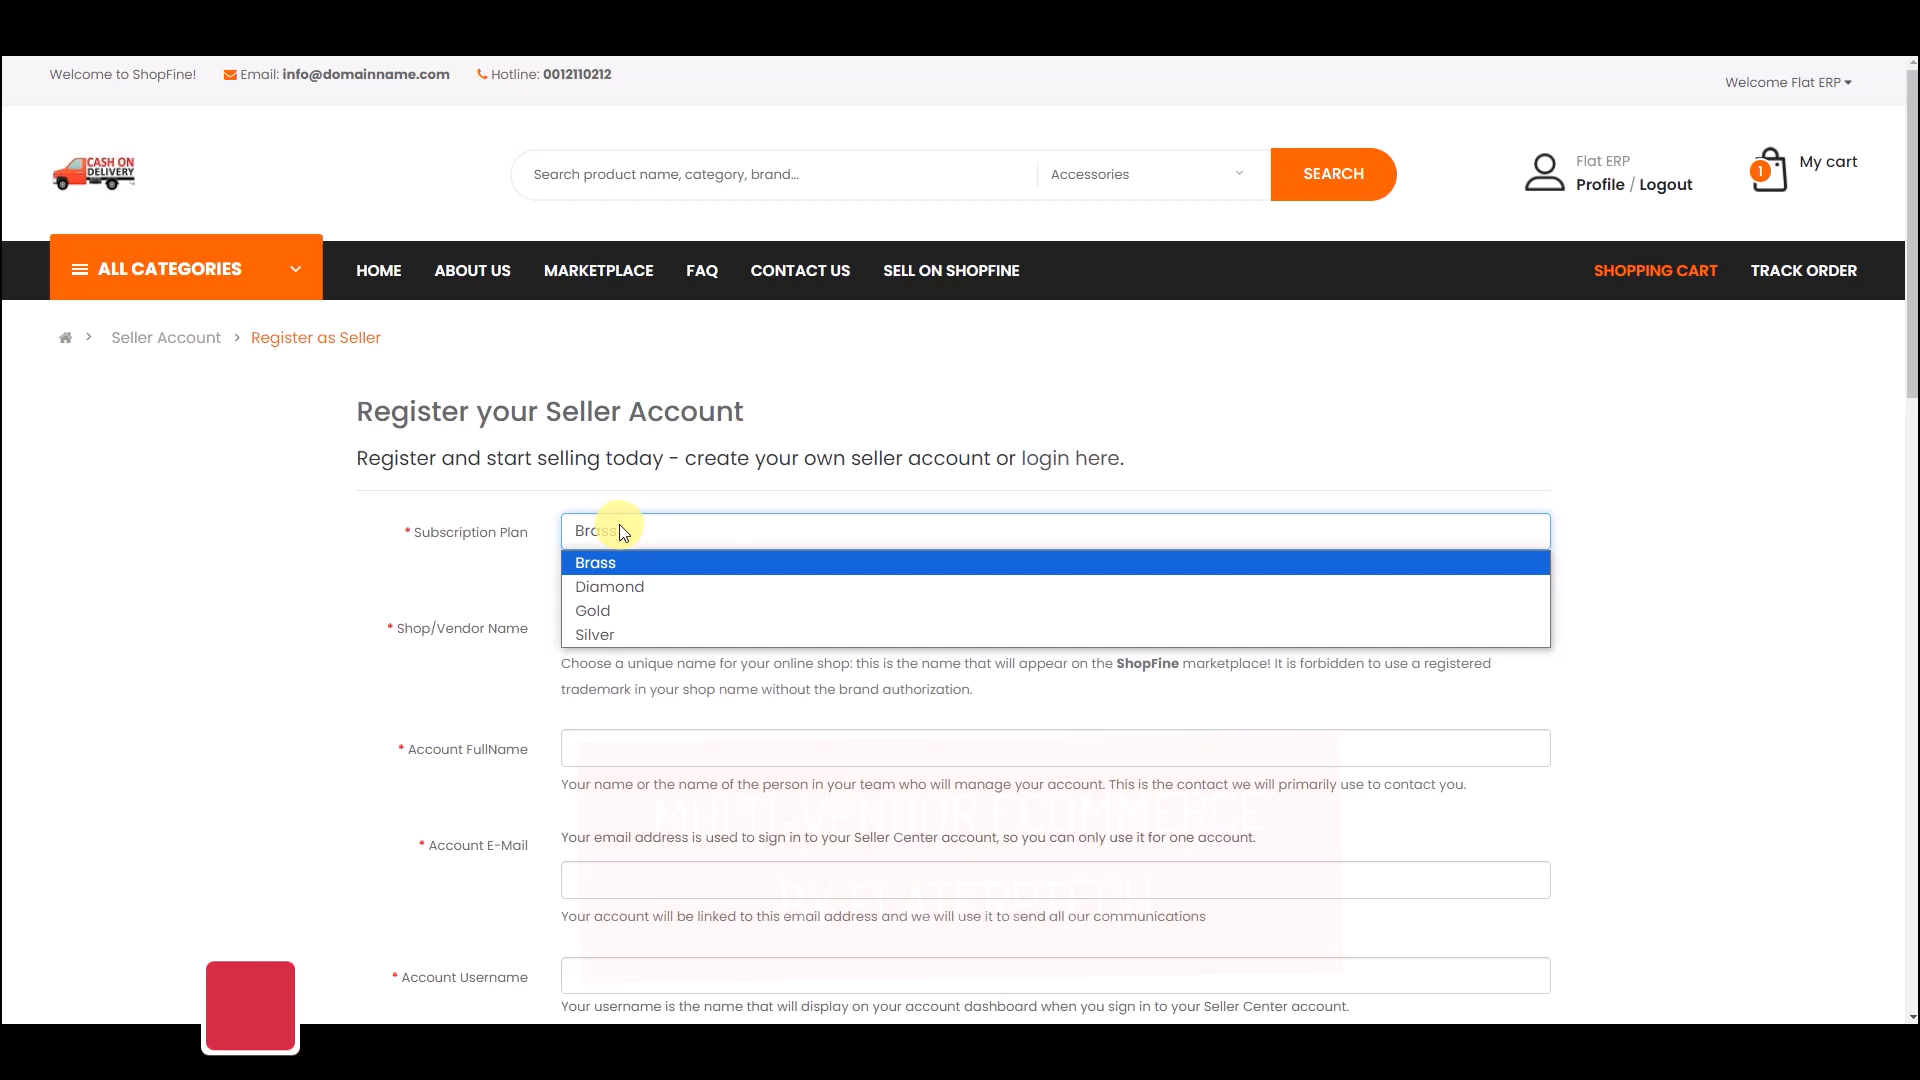 Welcome to ShopFine!
Email: info@domainname.com
Hotline: 0012110212
Welcome Flat ERP
CASH ON
DELIVERY
Search product name, category, brand...
Accessories
SEARCH
Flat ERP
Profile / Logout
1
My cart
ALL CATEGORIES
HOME
ABOUT US
MARKETPLACE
FAQ
CONTACT US
SELL ON SHOPFINE
SHOPPING CART
TRACK ORDER
> Seller Account > Register as Seller
Register your Seller Account
Register and start selling today - create your own seller account or login here.
* Subscription Plan
Brass
Brass
Diamond
Gold
Silver
* Shop/Vendor Name
Choose a unique name for your online shop: this is the name that will appear on the ShopFine marketplace! It is forbidden to use a registered
trademark in your shop name without the brand authorization.
* Account FullName
Your name or the name of the person in your team who will manage your account. This is the contact we will primarily use to contact you.
MULTI-VENDOR ECOMMERCE
Your email address is used to sign in to your Seller Center account, so you can only use it for one account.
* Account E-Mail
BY FLATERPTECH
Your account will be linked to this email address and we will use it to send all our communications
* Account Username
Your username is the name that will display on your account dashboard when you sign in to your Seller Center account.